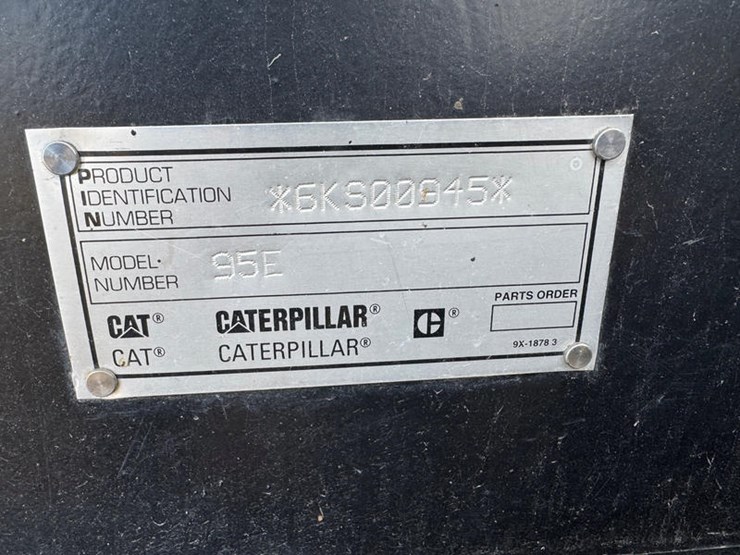 PRODUCT
IDENTIFICATION
NUMBER
*6KS00945*
MODEL
NUMBER
95E
PARTS ORDER
CAT® CATERPILLAR® C®
CAT® CATERPILLAR®
9X-1878 3